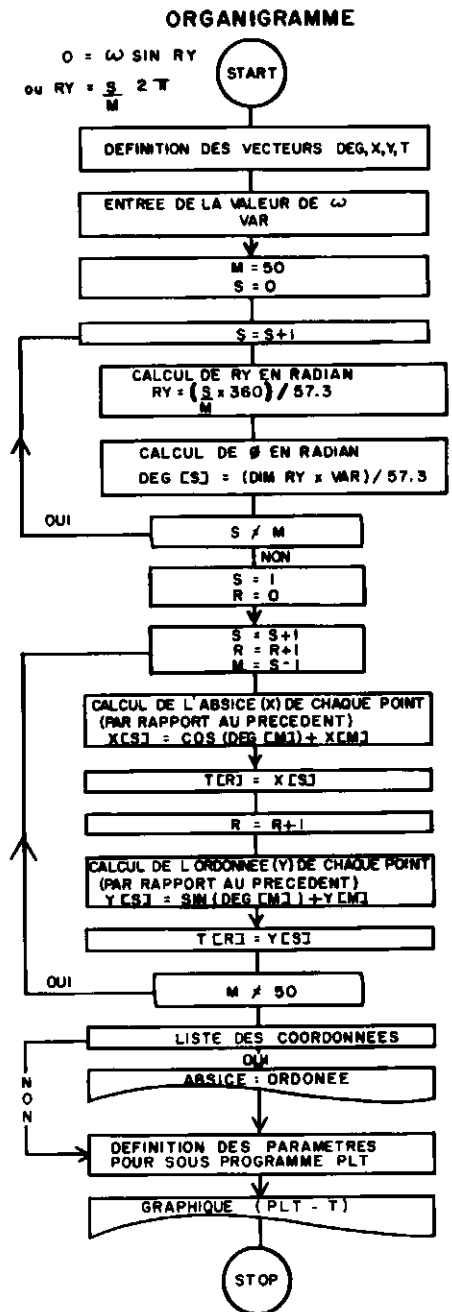 ORGANIGRAMME
O = ω SIN RY
ou RY = S/M 2 π
START
DEFINITION DES VECTEURS DEG, X, Y, T
ENTREE DE LA VALEUR DE ω
VAR
M = 50
S = 0
S = S+1
CALCUL DE RY EN RADIAN
RY = (S/M x 360) / 57.3
CALCUL DE Ø EN RADIAN
DEG [S] = (DIM RY x VAR) / 57.3
OUI
S ≠ M
NON
S = 1
R = 0
S = S+1
R = R+1
M = S-1
CALCUL DE L'ABSICE (X) DE CHAQUE POINT
(PAR RAPPORT AU PRECEDENT)
X[S] = COS (DEG [M]) + X[M]
T[R] = X[S]
R = R+1
CALCUL DE L ORDONNEE (Y) DE CHAQUE POINT
(PAR RAPPORT AU PRECEDENT)
Y [S] = SIN (DEG [M]) + Y[M]
T [R] = Y[S]
OUI
M ≠ 50
LISTE DES COORDONNEES
OUI
NON
ABSICE : ORDONEE
DEFINITION DES PARAMETRES
POUR SOUS PROGRAMME PLT
GRAPHIQUE (PLT - T)
STOP